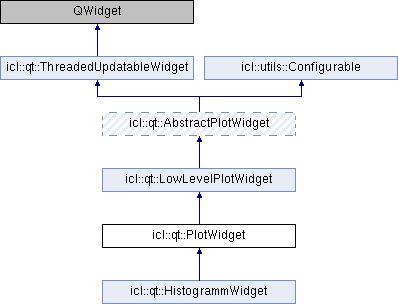 QWidget
icl::qt::ThreadedUpdatableWidget
icl::utils::Configurable
icl::qt::AbstractPlotWidget
icl::qt::LowLevelPlotWidget
icl::qt::PlotWidget
icl::qt::HistogrammWidget